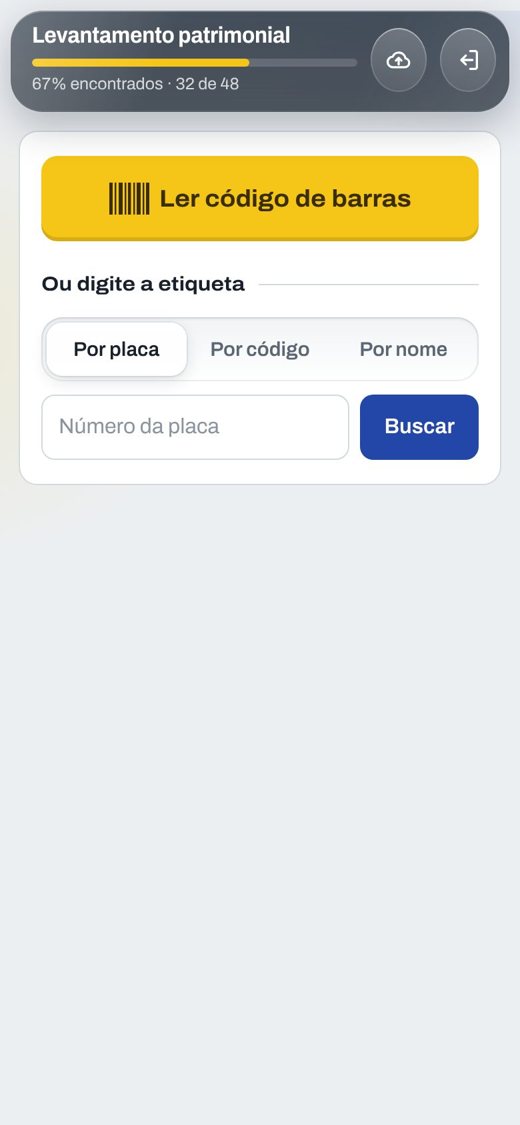 Levantamento patrimonial
67% encontrados · 32 de 48
Ler código de barras
Ou digite a etiqueta
Por placa Por código Por nome
Número da placa Buscar